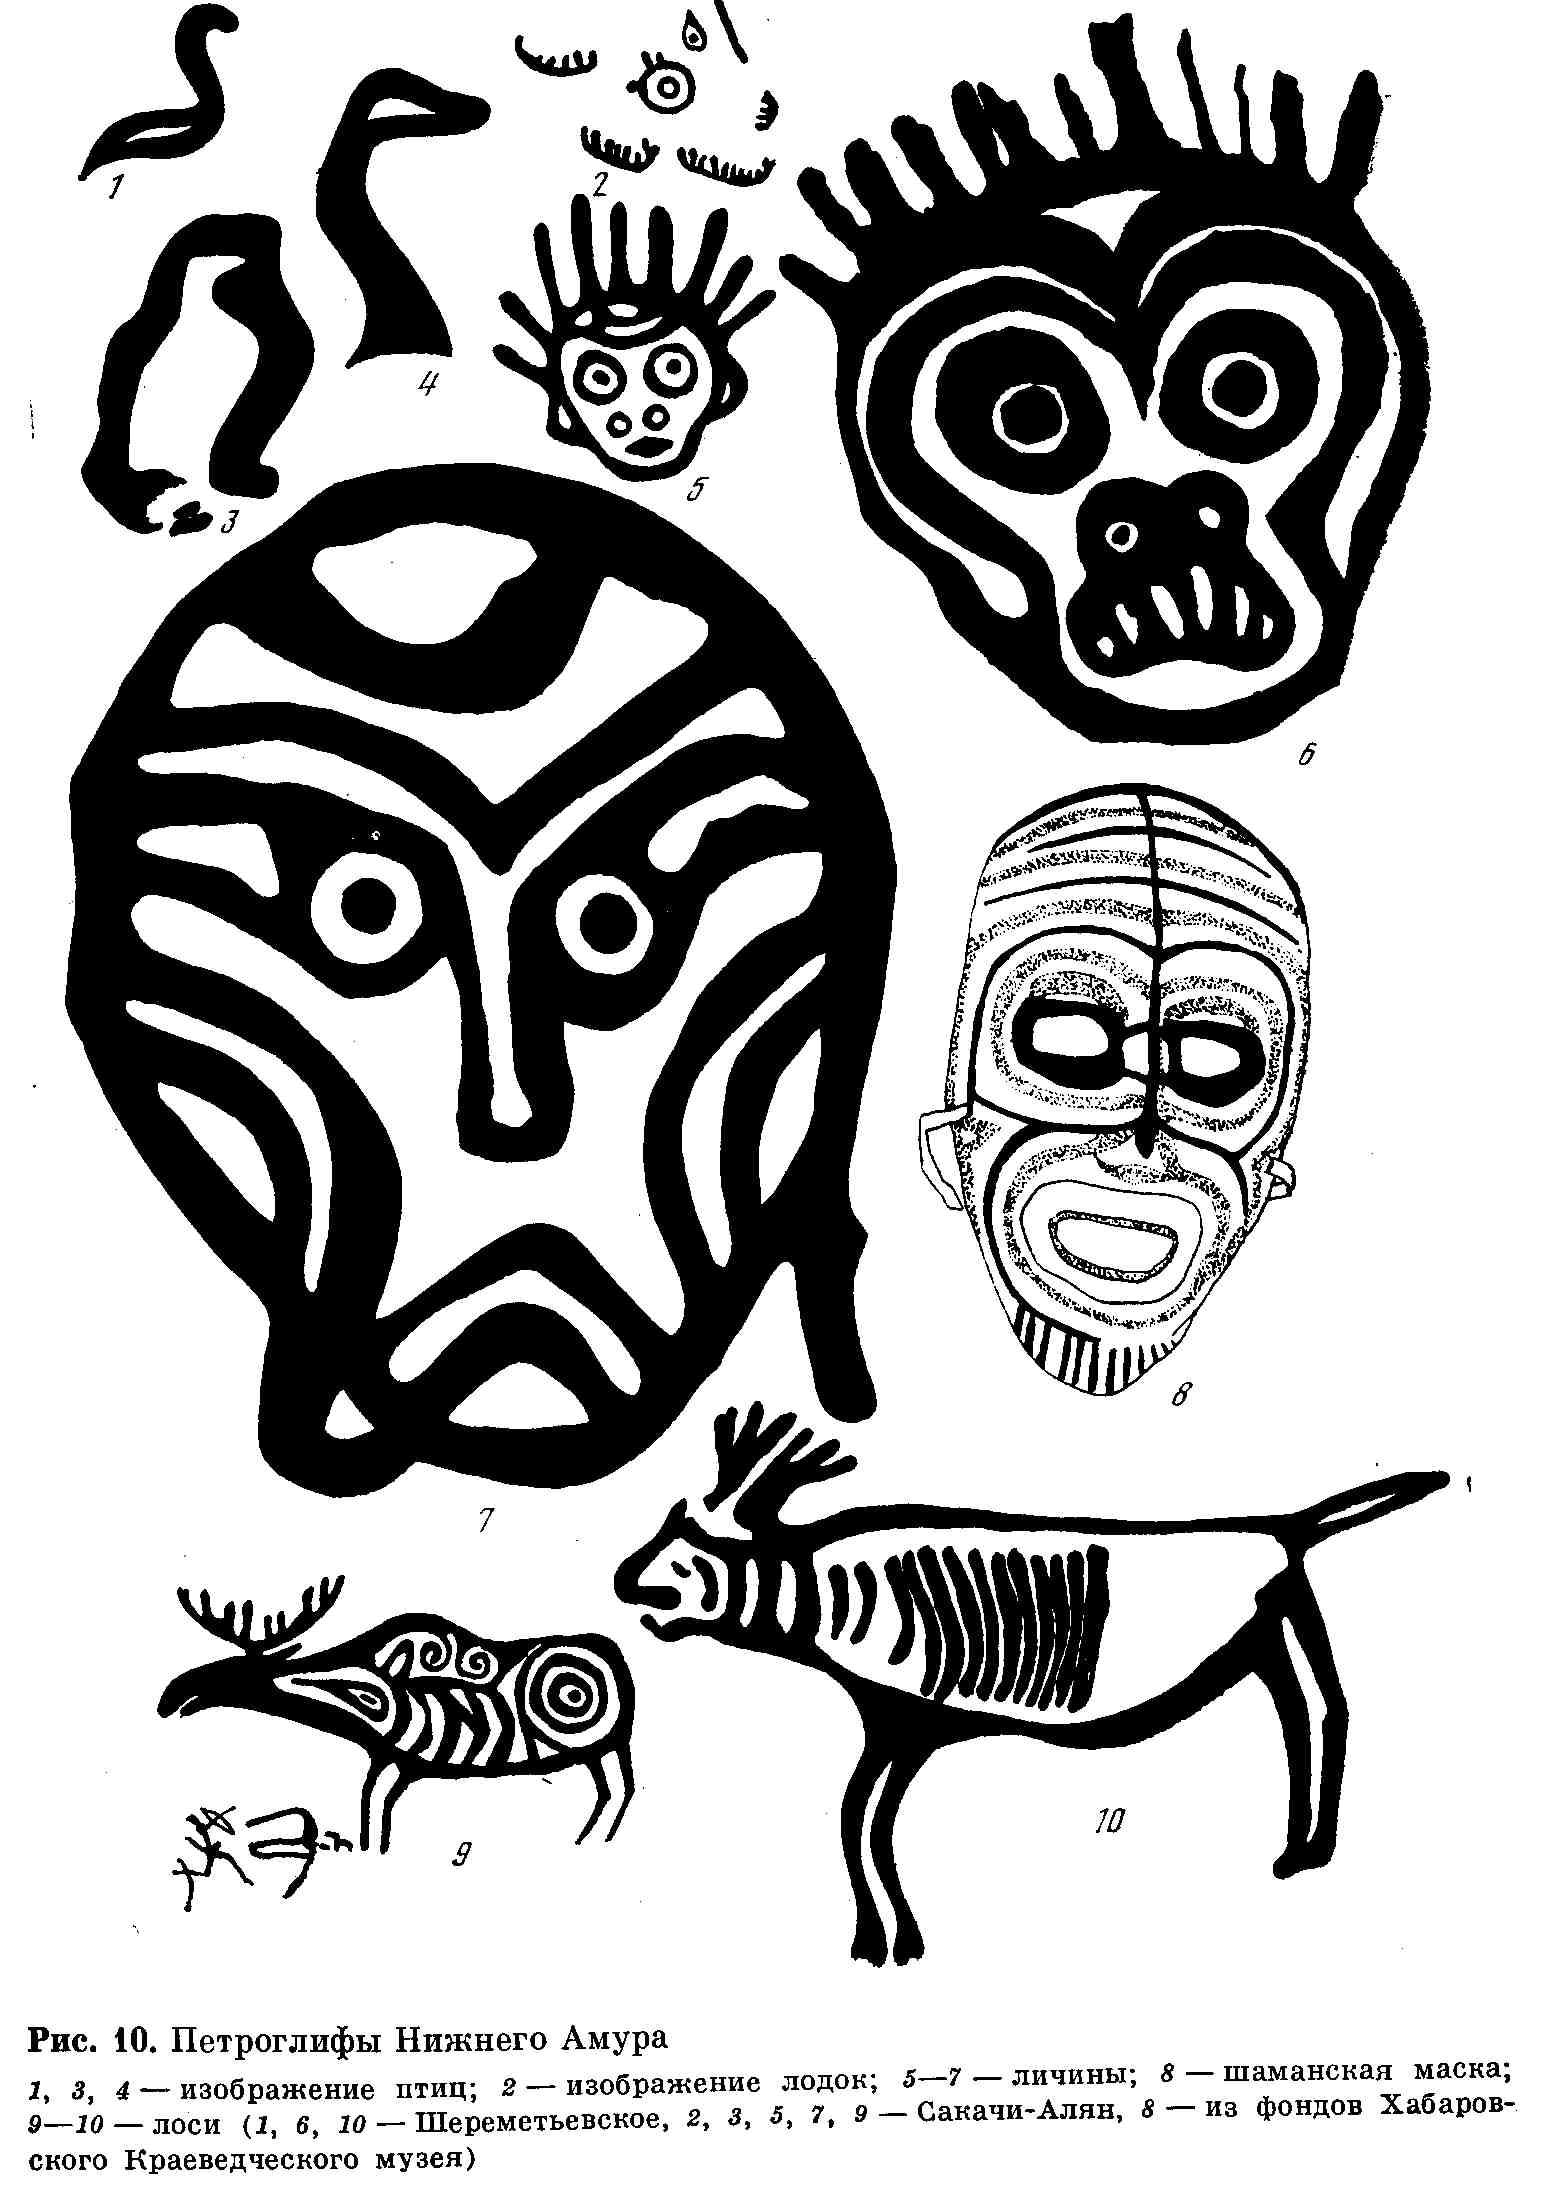 1
2
3
4
5
6
7
8
9
10
Рис. 10. Петроглифы Нижнего Амура
1, 3, 4 — изображение птиц; 2 — изображение лодок; 5—7 — личины; 8 — шаманская маска;
9—10 — лоси (1, 6, 10 — Шереметьевское, 2, 3, 5, 7, 9 — Сакачи-Алян, 8 — из фондов Хабаров-
ского Краеведческого музея)